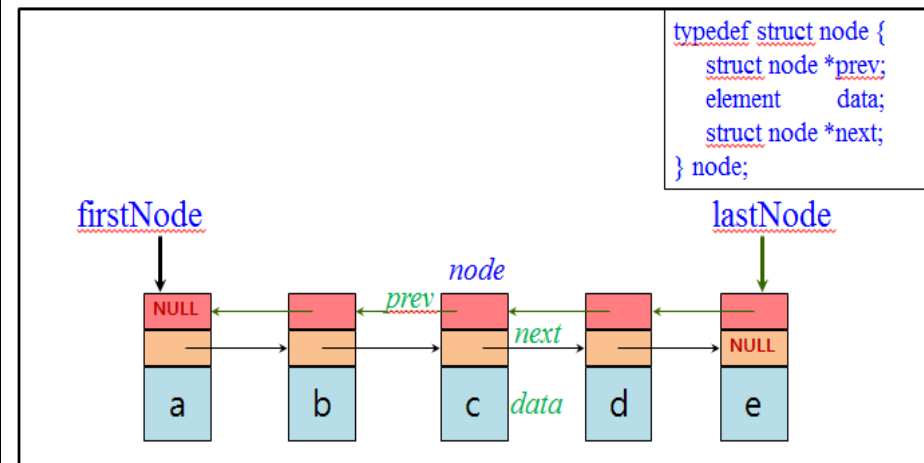 typedef struct node {
struct node *prev;
element data;
struct node *next;
} node;
firstNode
lastNode
node
NULL
prev
next
NULL
a
b
c
data
d
e